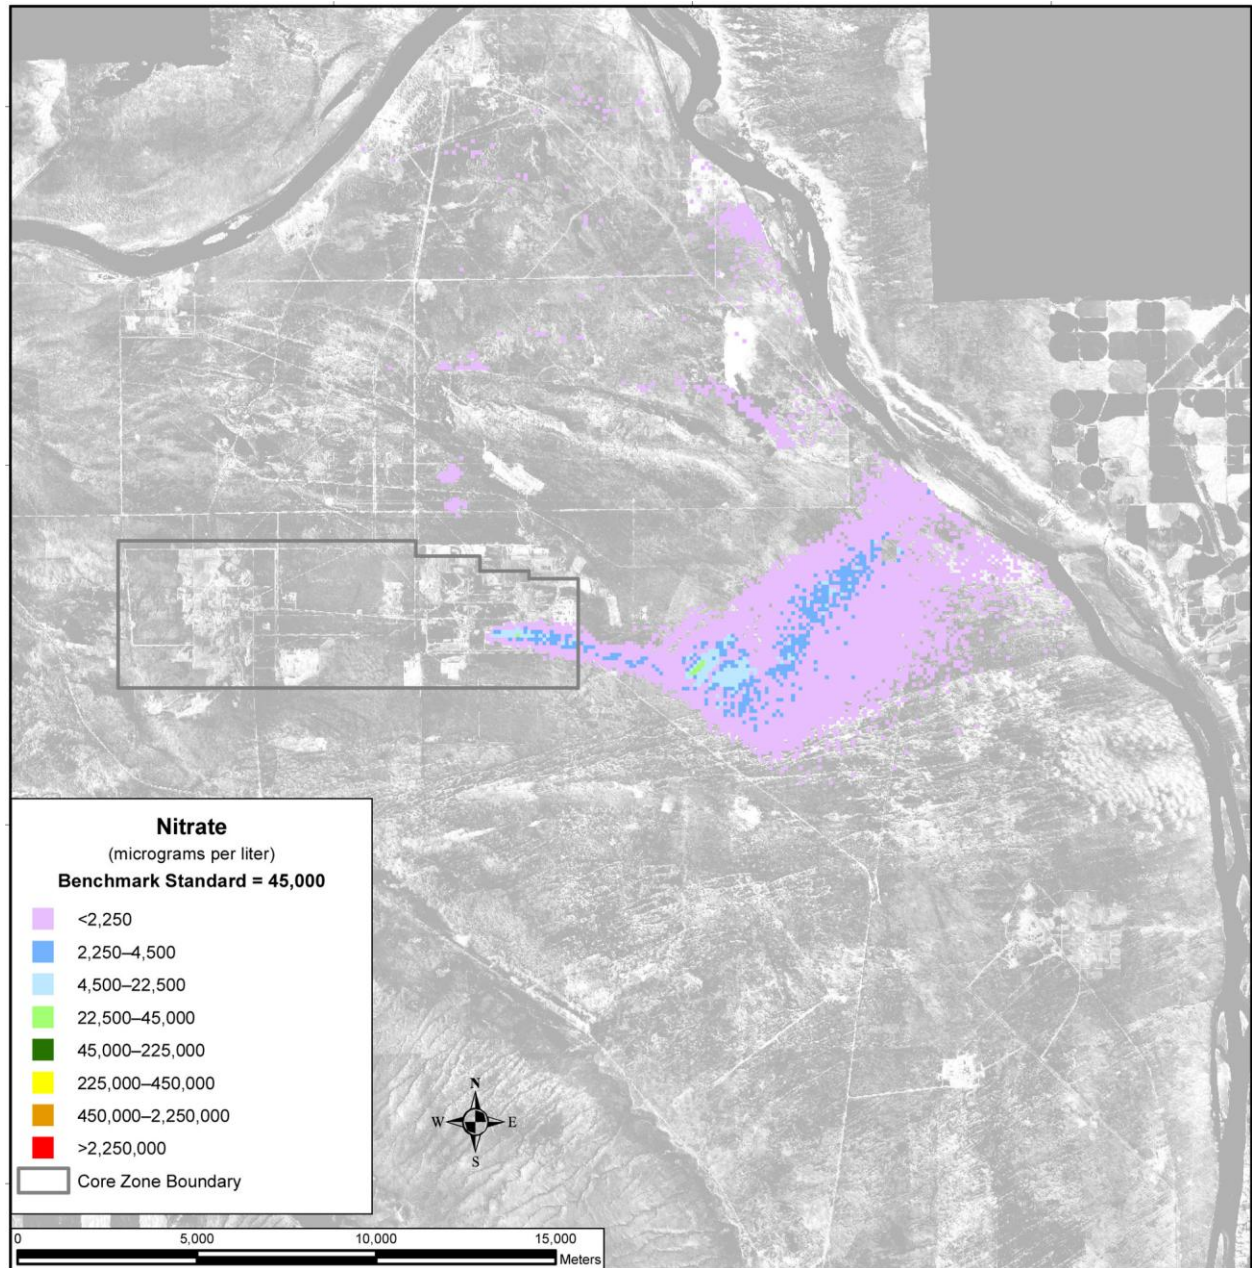 Nitrate
(micrograms per liter)
Benchmark Standard = 45,000
<2,250
2,250–4,500
4,500–22,500
22,500–45,000
45,000–225,000
225,000–450,000
450,000–2,250,000
>2,250,000
Core Zone Boundary
N
W E
S
0 5,000 10,000 15,000
Meters